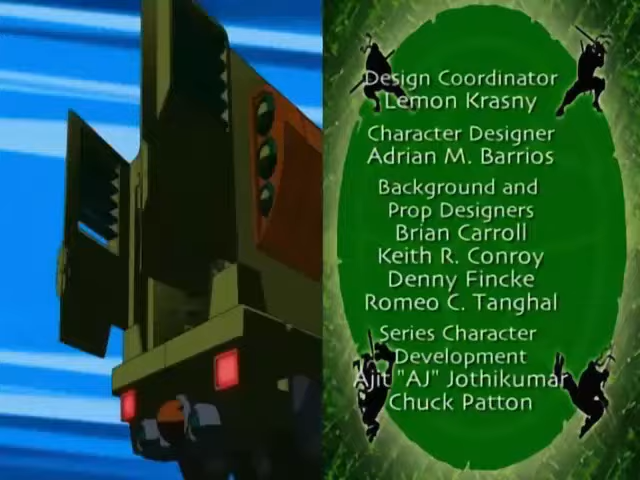 Design Coordinator
Lemon Krasny
Character Designer
Adrian M. Barrios
Background and
Prop Designers
Brian Carroll
Keith R. Conroy
Denny Fincke
Romeo C. Tanghal
Series Character
Development
Ajit "AJ" Jothikumar
Chuck Patton